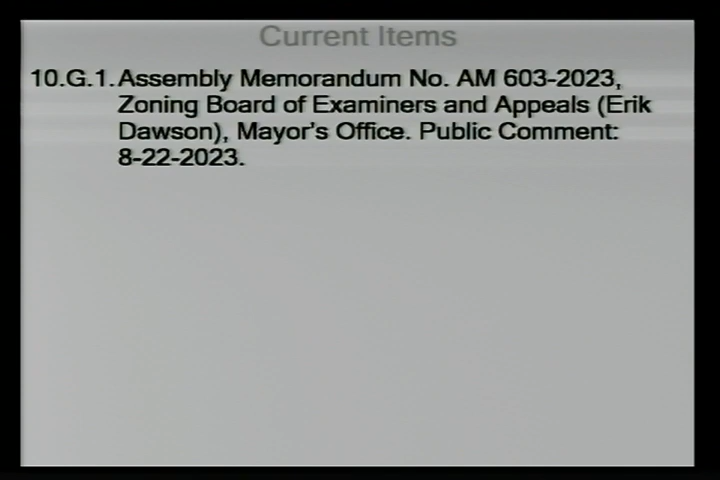 Current Items
10.G.1. Assembly Memorandum No. AM 603-2023,
Zoning Board of Examiners and Appeals (Erik
Dawson), Mayor's Office. Public Comment:
8-22-2023.